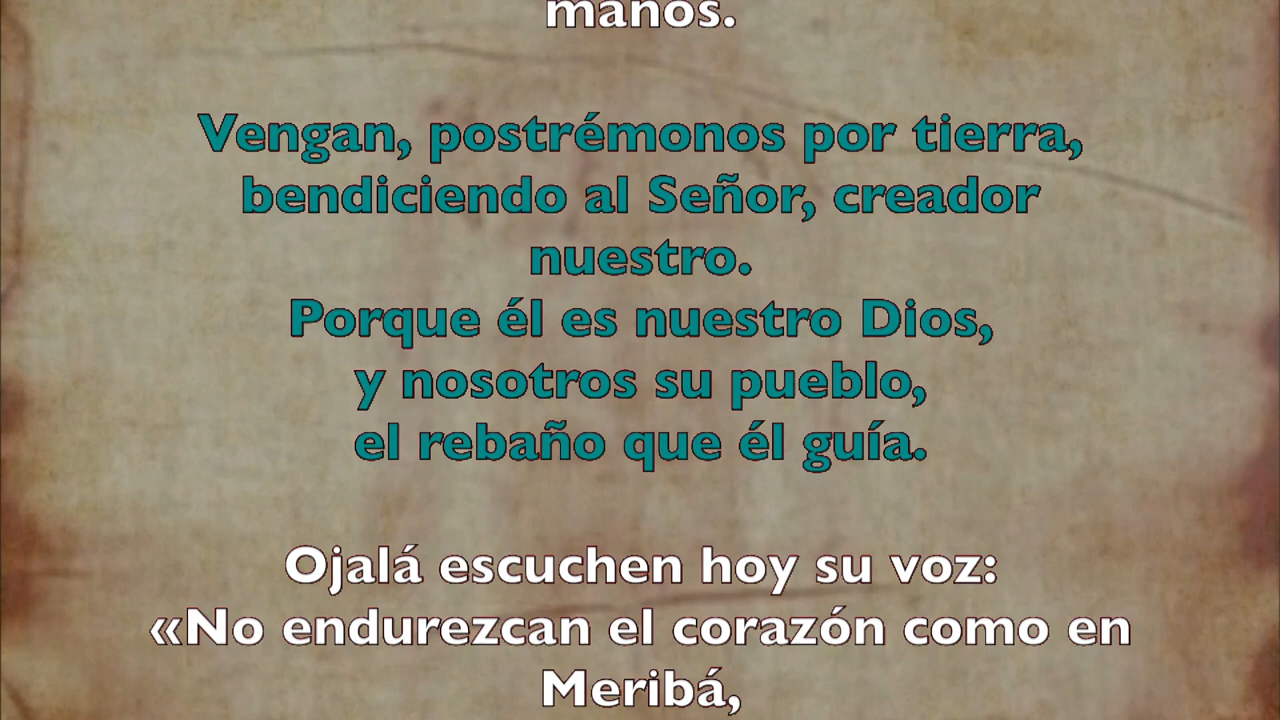 manos.
Vengan, postrémonos por tierra,
bendiciendo al Señor, creador
nuestro.
Porque él es nuestro Dios,
y nosotros su pueblo,
el rebaño que él guía.
Ojalá escuchen hoy su voz:
«No endurezcan el corazón como en
Meribá,